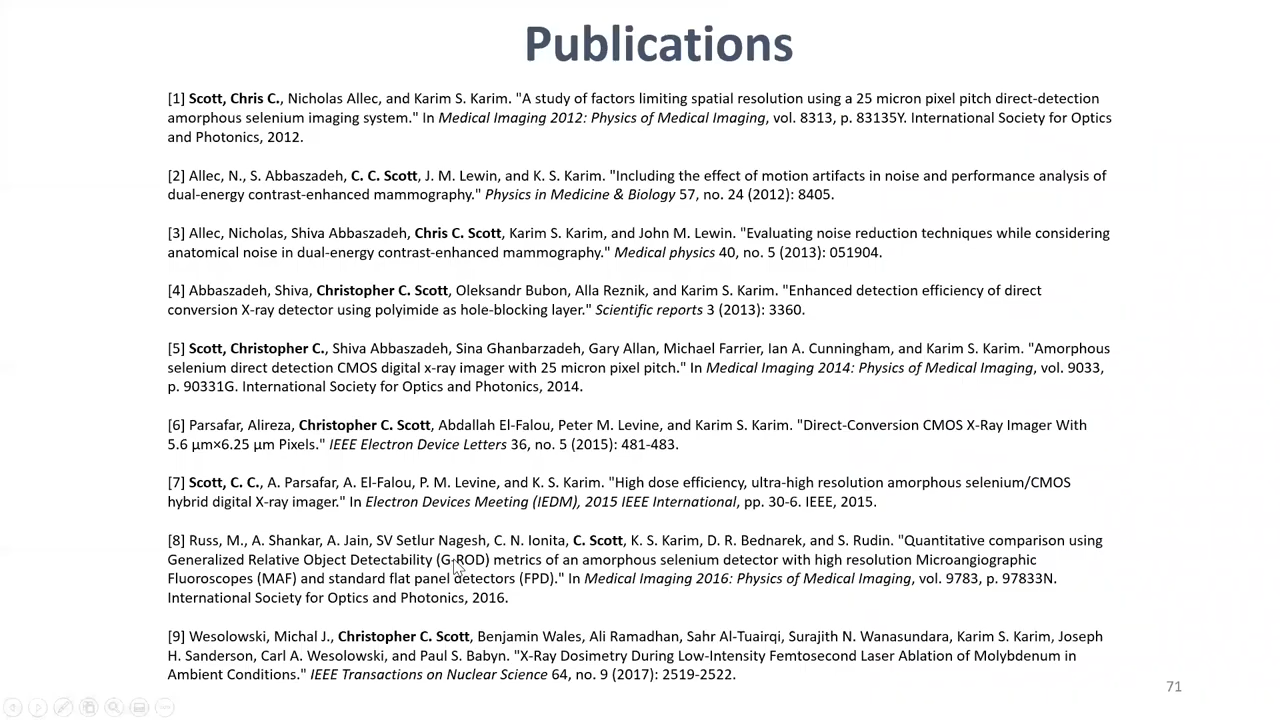 Publications
[1] Scott, Chris C., Nicholas Allec, and Karim S. Karim. "A study of factors limiting spatial resolution using a 25 micron pixel pitch direct-detection
amorphous selenium imaging system." In Medical Imaging 2012: Physics of Medical Imaging, vol. 8313, p. 83135Y. International Society for Optics
and Photonics, 2012.
[2] Allec, N., S. Abbaszadeh, C. C. Scott, J. M. Lewin, and K. S. Karim. "Including the effect of motion artifacts in noise and performance analysis of
dual-energy contrast-enhanced mammography." Physics in Medicine & Biology 57, no. 24 (2012): 8405.
[3] Allec, Nicholas, Shiva Abbaszadeh, Chris C. Scott, Karim S. Karim, and John M. Lewin. "Evaluating noise reduction techniques while considering
anatomical noise in dual-energy contrast-enhanced mammography." Medical physics 40, no. 5 (2013): 051904.
[4] Abbaszadeh, Shiva, Christopher C. Scott, Oleksandr Bubon, Alla Reznik, and Karim S. Karim. "Enhanced detection efficiency of direct
conversion X-ray detector using polyimide as hole-blocking layer." Scientific reports 3 (2013): 3360.
[5] Scott, Christopher C., Shiva Abbaszadeh, Sina Ghanbarzadeh, Gary Allan, Michael Farrier, Ian A. Cunningham, and Karim S. Karim. "Amorphous
selenium direct detection CMOS digital x-ray imager with 25 micron pixel pitch." In Medical Imaging 2014: Physics of Medical Imaging, vol. 9033,
p. 90331G. International Society for Optics and Photonics, 2014.
[6] Parsafar, Alireza, Christopher C. Scott, Abdallah El-Falou, Peter M. Levine, and Karim S. Karim. "Direct-Conversion CMOS X-Ray Imager With
5.6 μm×6.25 μm Pixels." IEEE Electron Device Letters 36, no. 5 (2015): 481-483.
[7] Scott, C. C., A. Parsafar, A. El-Falou, P. M. Levine, and K. S. Karim. "High dose efficiency, ultra-high resolution amorphous selenium/CMOS
hybrid digital X-ray imager." In Electron Devices Meeting (IEDM), 2015 IEEE International, pp. 30-6. IEEE, 2015.
[8] Russ, M., A. Shankar, A. Jain, SV Setlur Nagesh, C. N. Ionita, C. Scott, K. S. Karim, D. R. Bednarek, and S. Rudin. "Quantitative comparison using
Generalized Relative Object Detectability (G-ROD) metrics of an amorphous selenium detector with high resolution Microangiographic
Fluoroscopes (MAF) and standard flat panel detectors (FPD)." In Medical Imaging 2016: Physics of Medical Imaging, vol. 9783, p. 97833N.
International Society for Optics and Photonics, 2016.
[9] Wesolowski, Michal J., Christopher C. Scott, Benjamin Wales, Ali Ramadhan, Sahr Al-Tuairqi, Surajith N. Wanasundara, Karim S. Karim, Joseph
H. Sanderson, Carl A. Wesolowski, and Paul S. Babyn. "X-Ray Dosimetry During Low-Intensity Femtosecond Laser Ablation of Molybdenum in
Ambient Conditions." IEEE Transactions on Nuclear Science 64, no. 9 (2017): 2519-2522.
71